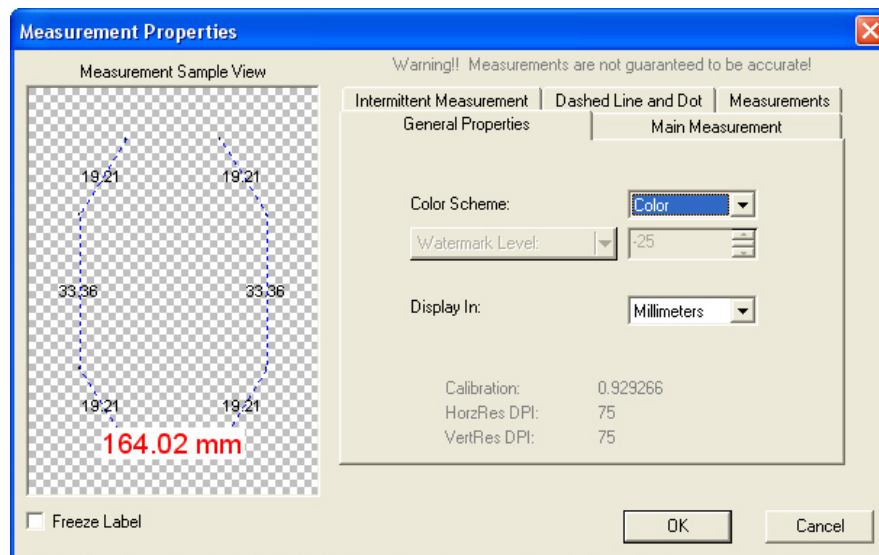 Measurement Properties
Measurement Sample View
Warning!! Measurements are not guaranteed to be accurate!
Intermittent Measurement
Dashed Line and Dot
Measurements
General Properties
Main Measurement
19.21
19.21
33.36
33.36
19.21
19.21
164.02 mm
Color Scheme:
Color
Watermark Level:
-25
Display In:
Millimeters
Calibration:
0.929266
HorzRes DPI:
75
VertRes DPI:
75
Freeze Label
OK
Cancel